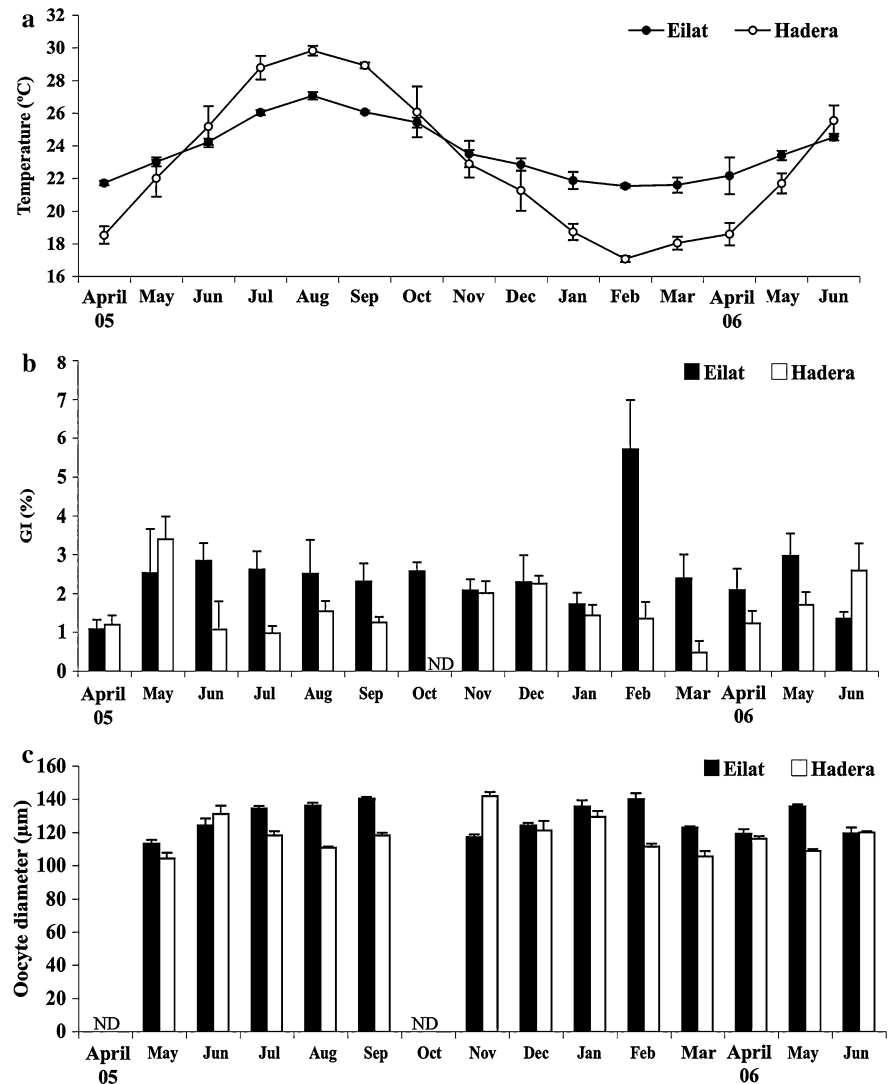 a
Eilat Hadera
Temperature (ºC)
32
30
28
26
24
22
20
18
16
April May Jun Jul Aug Sep Oct Nov Dec Jan Feb Mar April May Jun
05 06
b
Eilat Hadera
GI (%)
8
7
6
5
4
3
2
1
0
ND
April May Jun Jul Aug Sep Oct Nov Dec Jan Feb Mar April May Jun
05 06
c
Eilat Hadera
Oocyte diameter (µm)
160
140
120
100
80
60
40
20
0
ND ND
April May Jun Jul Aug Sep Oct Nov Dec Jan Feb Mar April May Jun
05 06